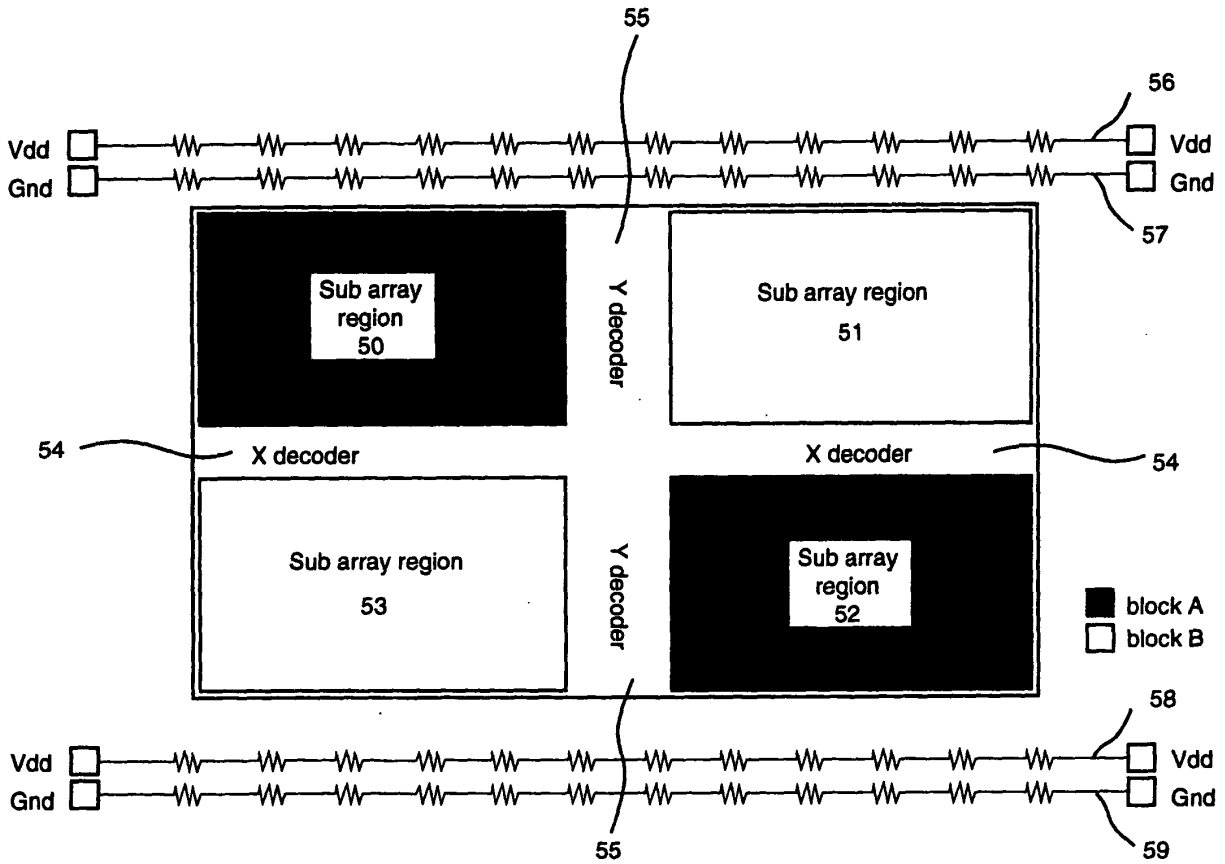 55
56
Vdd
Vdd
Gnd
Gnd
57
Sub array
region
50
Y decoder
Sub array region
51
54
X decoder
X decoder
54
Sub array region
53
Y decoder
Sub array
region
52
block A
block B
58
Vdd
Vdd
Gnd
Gnd
55
59